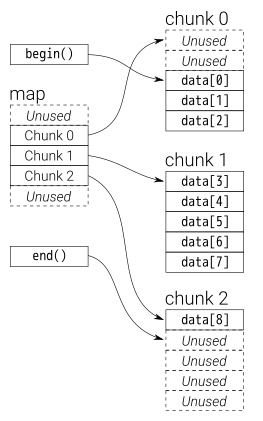 begin()
map
Unused
Chunk 0
Chunk 1
Chunk 2
Unused
end()
chunk 0
Unused
Unused
data[0]
data[1]
data[2]
chunk 1
data[3]
data[4]
data[5]
data[6]
data[7]
chunk 2
data[8]
Unused
Unused
Unused
Unused